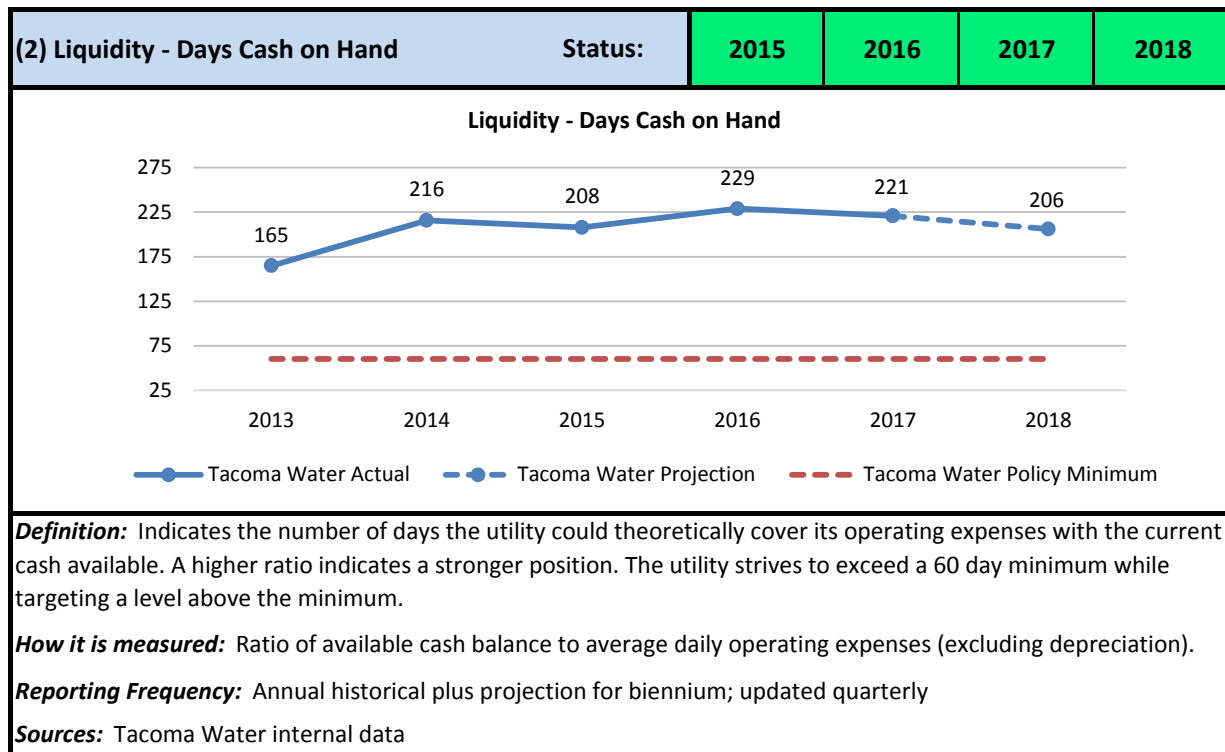 (2) Liquidity - Days Cash on Hand Status: 2015 2016 2017 2018
Liquidity - Days Cash on Hand
275
225
175
125
75
25
165
216
208
229
221
206
2013 2014 2015 2016 2017 2018
Tacoma Water Actual Tacoma Water Projection Tacoma Water Policy Minimum
Definition: Indicates the number of days the utility could theoretically cover its operating expenses with the current
cash available. A higher ratio indicates a stronger position. The utility strives to exceed a 60 day minimum while
targeting a level above the minimum.
How it is measured: Ratio of available cash balance to average daily operating expenses (excluding depreciation).
Reporting Frequency: Annual historical plus projection for biennium; updated quarterly
Sources: Tacoma Water internal data